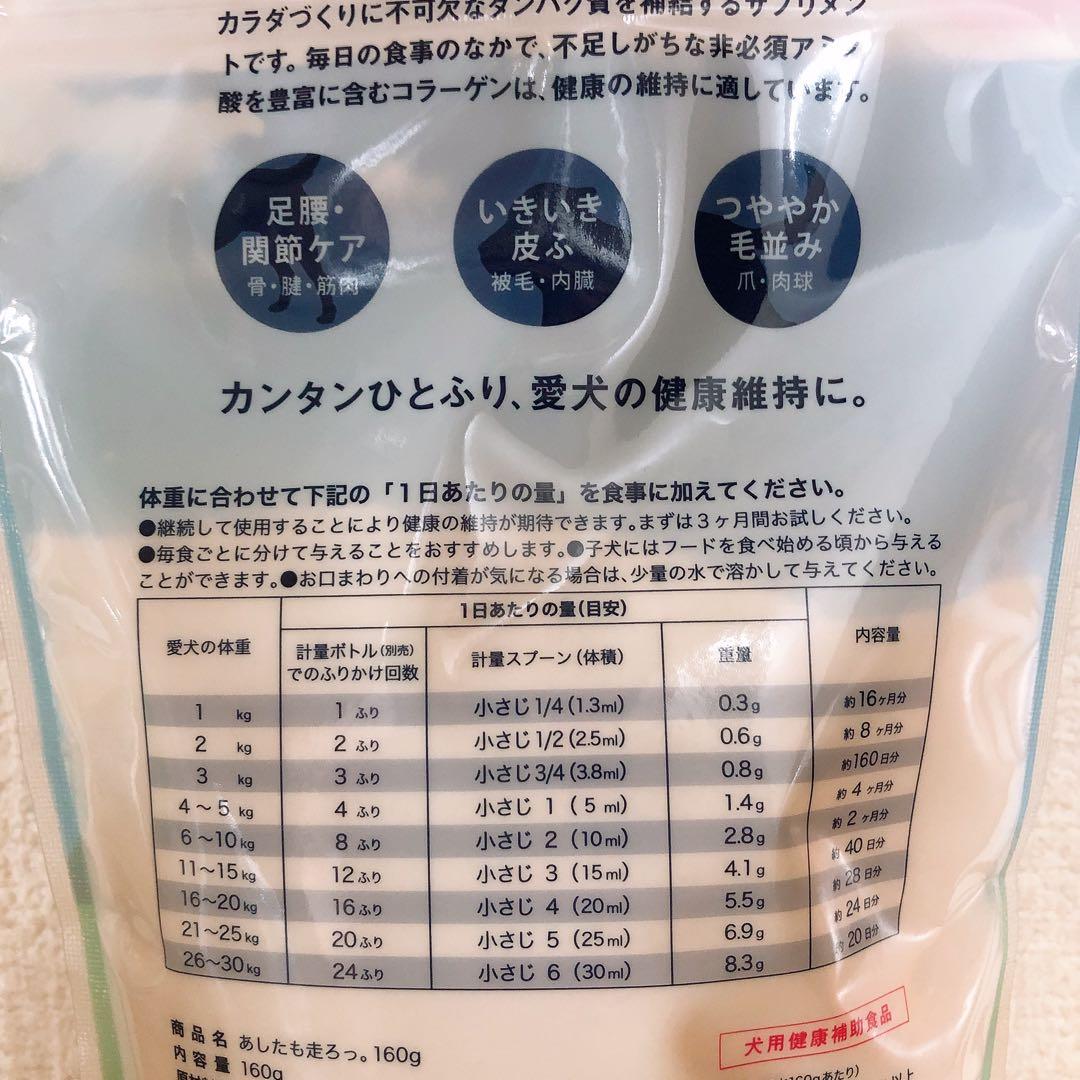 カラダづくりに不可欠なタンパク質を補給するサプリメン
トです。毎日の食事のなかで、不足しがちな非必須アミノ
酸を豊富に含むコラーゲンは、健康の維持に適しています。
足腰・
関節ケア
骨・腱・筋肉
いきいき
皮ふ
被毛・内臓
つややか
毛並み
爪・肉球
カンタンひとふり、愛犬の健康維持に。
体重に合わせて下記の「1日あたりの量」を食事に加えてください。
●継続して使用することにより健康の維持が期待できます。まずは3ヶ月間お試しください。
●毎食ごとに分けて与えることをおすすめします。●子犬にはフードを食べ始める頃から与える
ことができます。●お口まわりへの付着が気になる場合は、少量の水で溶かして与えてください。
愛犬の体重 1日あたりの量(目安) 内容量
計量ボトル(別売)でのふりかけ回数 計量スプーン(体積) 重量
1 kg 1 ふり 小さじ1/4(1.3ml) 0.3g 約16ヶ月分
2 kg 2 ふり 小さじ1/2(2.5ml) 0.6g 約 8 ヶ月分
3 kg 3 ふり 小さじ3/4(3.8ml) 0.8g 約160日分
4〜5 kg 4 ふり 小さじ 1 ( 5 ml) 1.4g 約 4 ヶ月分
6〜10kg 8 ふり 小さじ 2 (10ml) 2.8g 約 2 ヶ月分
11〜15kg 12ふり 小さじ 3 (15ml) 4.1g 約 40日分
16〜20kg 16ふり 小さじ 4 (20ml) 5.5g 約 28日分
21〜25kg 20ふり 小さじ 5 (25ml) 6.9g 約 24日分
26〜30kg 24ふり 小さじ 6 (30ml) 8.3g 約 20日分
商品名 あしたも走ろっ。160g
内容量 160g
犬用健康補助食品
160gあたり)
以上